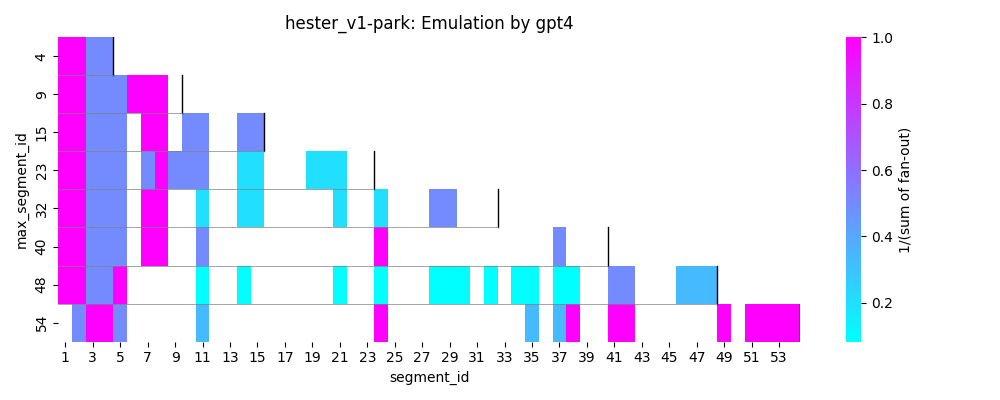 hester_v1-park: Emulation by gpt4
max_segment_id
4
9
15
23
32
40
48
54
1 3 5 7 9 11 13 15 17 19 21 23 25 27 29 31 33 35 37 39 41 43 45 47 49 51 53
segment_id
1.0
0.8
0.6
0.4
0.2
1/(sum of fan-out)